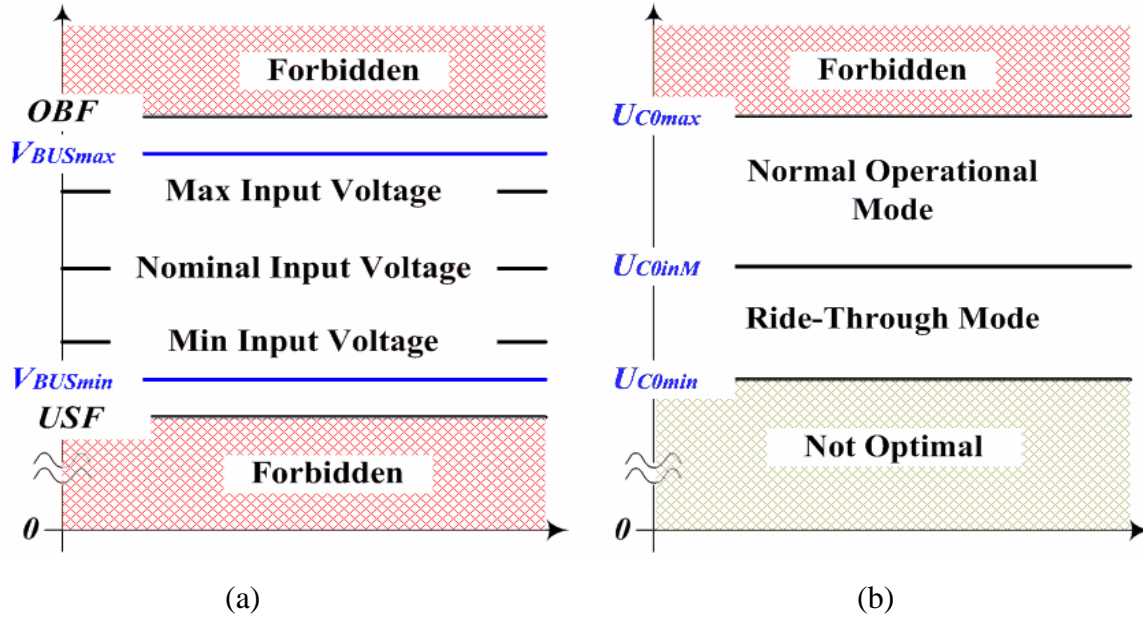 Forbidden
OBF
VBUSmax
Max Input Voltage
Nominal Input Voltage
Min Input Voltage
VBUSmin
USF
Forbidden
0
(a)
Forbidden
UC0max
Normal Operational
Mode
UC0inM
Ride-Through Mode
UC0min
Not Optimal
0
(b)